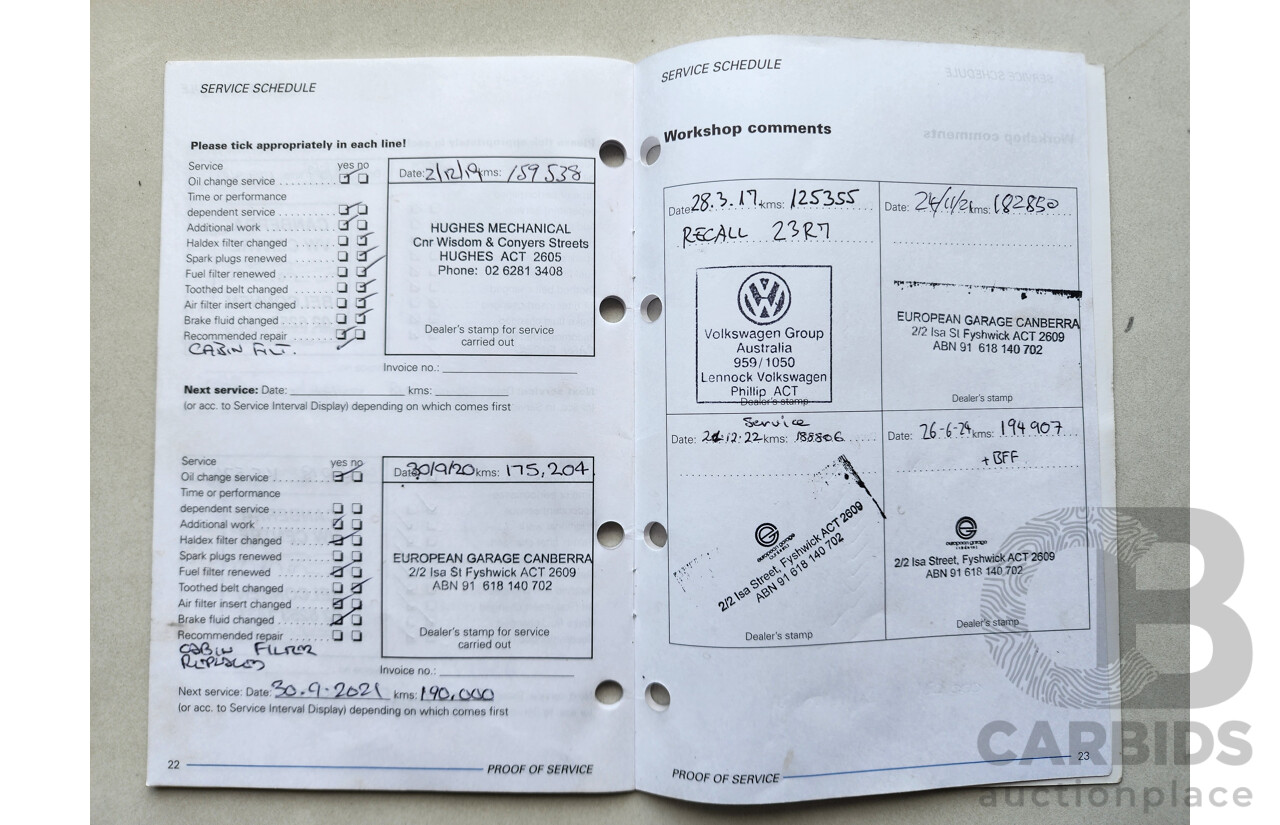 SERVICE SCHEDULE
Please tick appropriately in each line!
Service yes no
Oil change service
Time or performance
dependent service
Additional work
Haldex filter changed
Spark plugs renewed
Fuel filter renewed
Toothed belt changed
Air filter insert changed
Brake fluid changed
Recommended repair
CABIN FILT.
Date: 2/12/19 kms: 159 538
HUGHES MECHANICAL
Cnr Wisdom & Conyers Streets
HUGHES ACT 2605
Phone: 02 6281 3408
Dealer's stamp for service
carried out
Invoice no.:
Next service: Date: kms:
(or acc. to Service Interval Display) depending on which comes first
Service yes no
Oil change service
Time or performance
dependent service
Additional work
Haldex filter changed
Spark plugs renewed
Fuel filter renewed
Toothed belt changed
Air filter insert changed
Brake fluid changed
Recommended repair
CABIN FILTER
REPLACED
Date: 30/9/20 kms: 175,204
EUROPEAN GARAGE CANBERRA
2/2 Isa St Fyshwick ACT 2609
ABN 91 618 140 702
Dealer's stamp for service
carried out
Invoice no.:
Next service: Date: 30.9-2021 kms: 190,000
(or acc. to Service Interval Display) depending on which comes first
22
PROOF OF SERVICE
SERVICE SCHEDULE
Workshop comments
Date: 28.3.17 kms: 125355
RECALL 23R7
Volkswagen Group
Australia
959/1050
Lennock Volkswagen
Phillip ACT
Dealer's stamp
Date: 24/11/21 kms: 182850
EUROPEAN GARAGE CANBERRA
2/2 Isa St Fyshwick ACT 2609
ABN 91 618 140 702
Dealer's stamp
Service
Date: 21.12.22 kms: 188806
european garage
2/2 Isa Street, Fyshwick ACT 2609
ABN 91 618 140 702
Dealer's stamp
Date: 26-6-24 kms: 194907
+BFF
european garage
2/2 Isa Street, Fyshwick ACT 2609
ABN 91 618 140 702
Dealer's stamp
PROOF OF SERVICE
23
CARBIDS
auctionplace